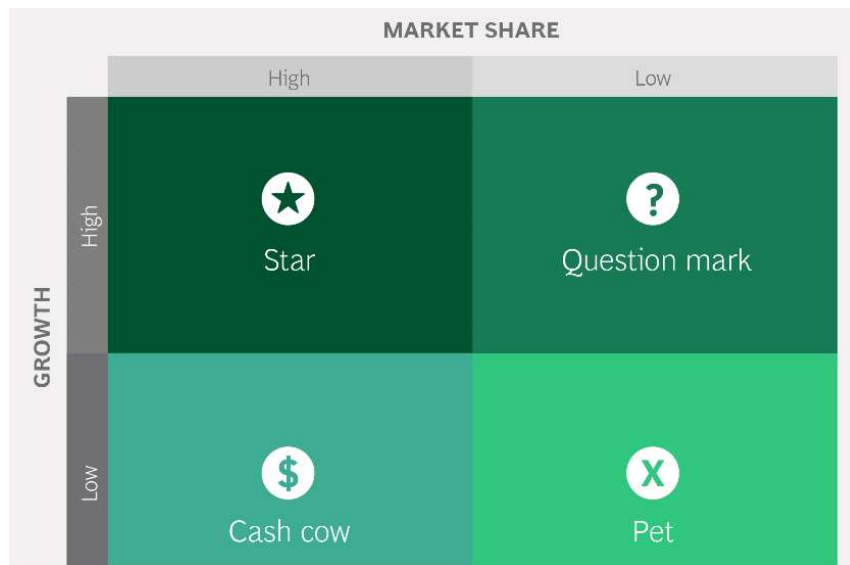 MARKET SHARE
High
Low
GROWTH
High
Star
?
Question mark
Low
$
Cash cow
X
Pet